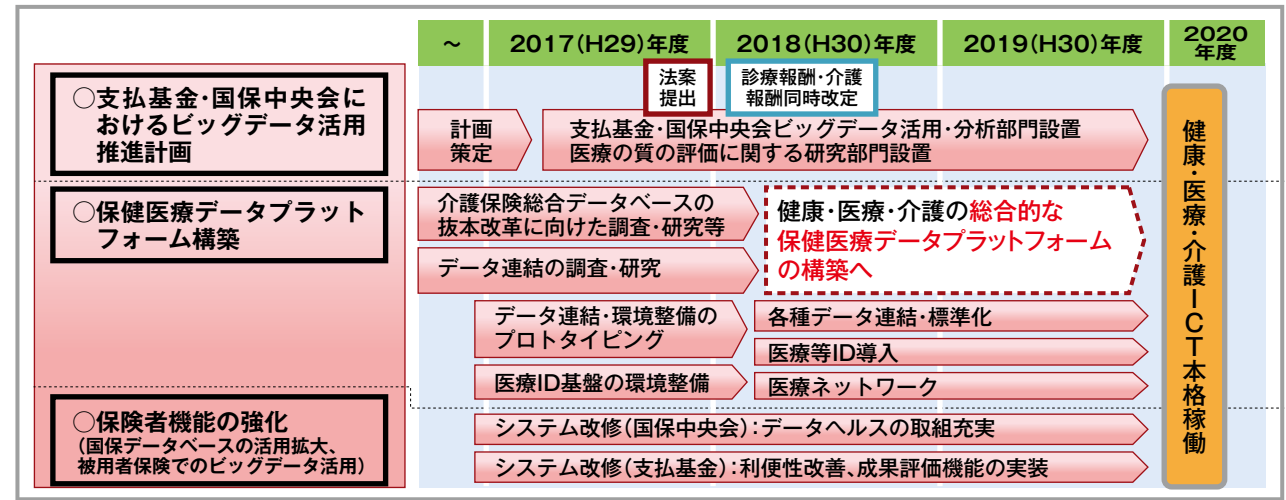 ～
2017(H29)年度
2018(H30)年度
2019(H30)年度
2020
年度
法案
提出
診療報酬・介護
報酬同時改定
○支払基金・国保中央会に
おけるビッグデータ活用
推進計画
計画
策定
支払基金・国保中央会ビッグデータ活用・分析部門設置
医療の質の評価に関する研究部門設置
○保健医療データプラット
フォーム構築
介護保険総合データベースの
抜本改革に向けた調査・研究等
データ連結の調査・研究
健康・医療・介護の総合的な
保健医療データプラットフォーム
の構築へ
データ連結・環境整備の
プロトタイピング
医療ID基盤の環境整備
各種データ連結・標準化
医療等ID導入
医療ネットワーク
○保険者機能の強化
(国保データベースの活用拡大、
被用者保険でのビッグデータ活用)
システム改修(国保中央会):データヘルスの取組充実
システム改修(支払基金):利便性改善、成果評価機能の実装
健康・医療・介護ICT本格稼働